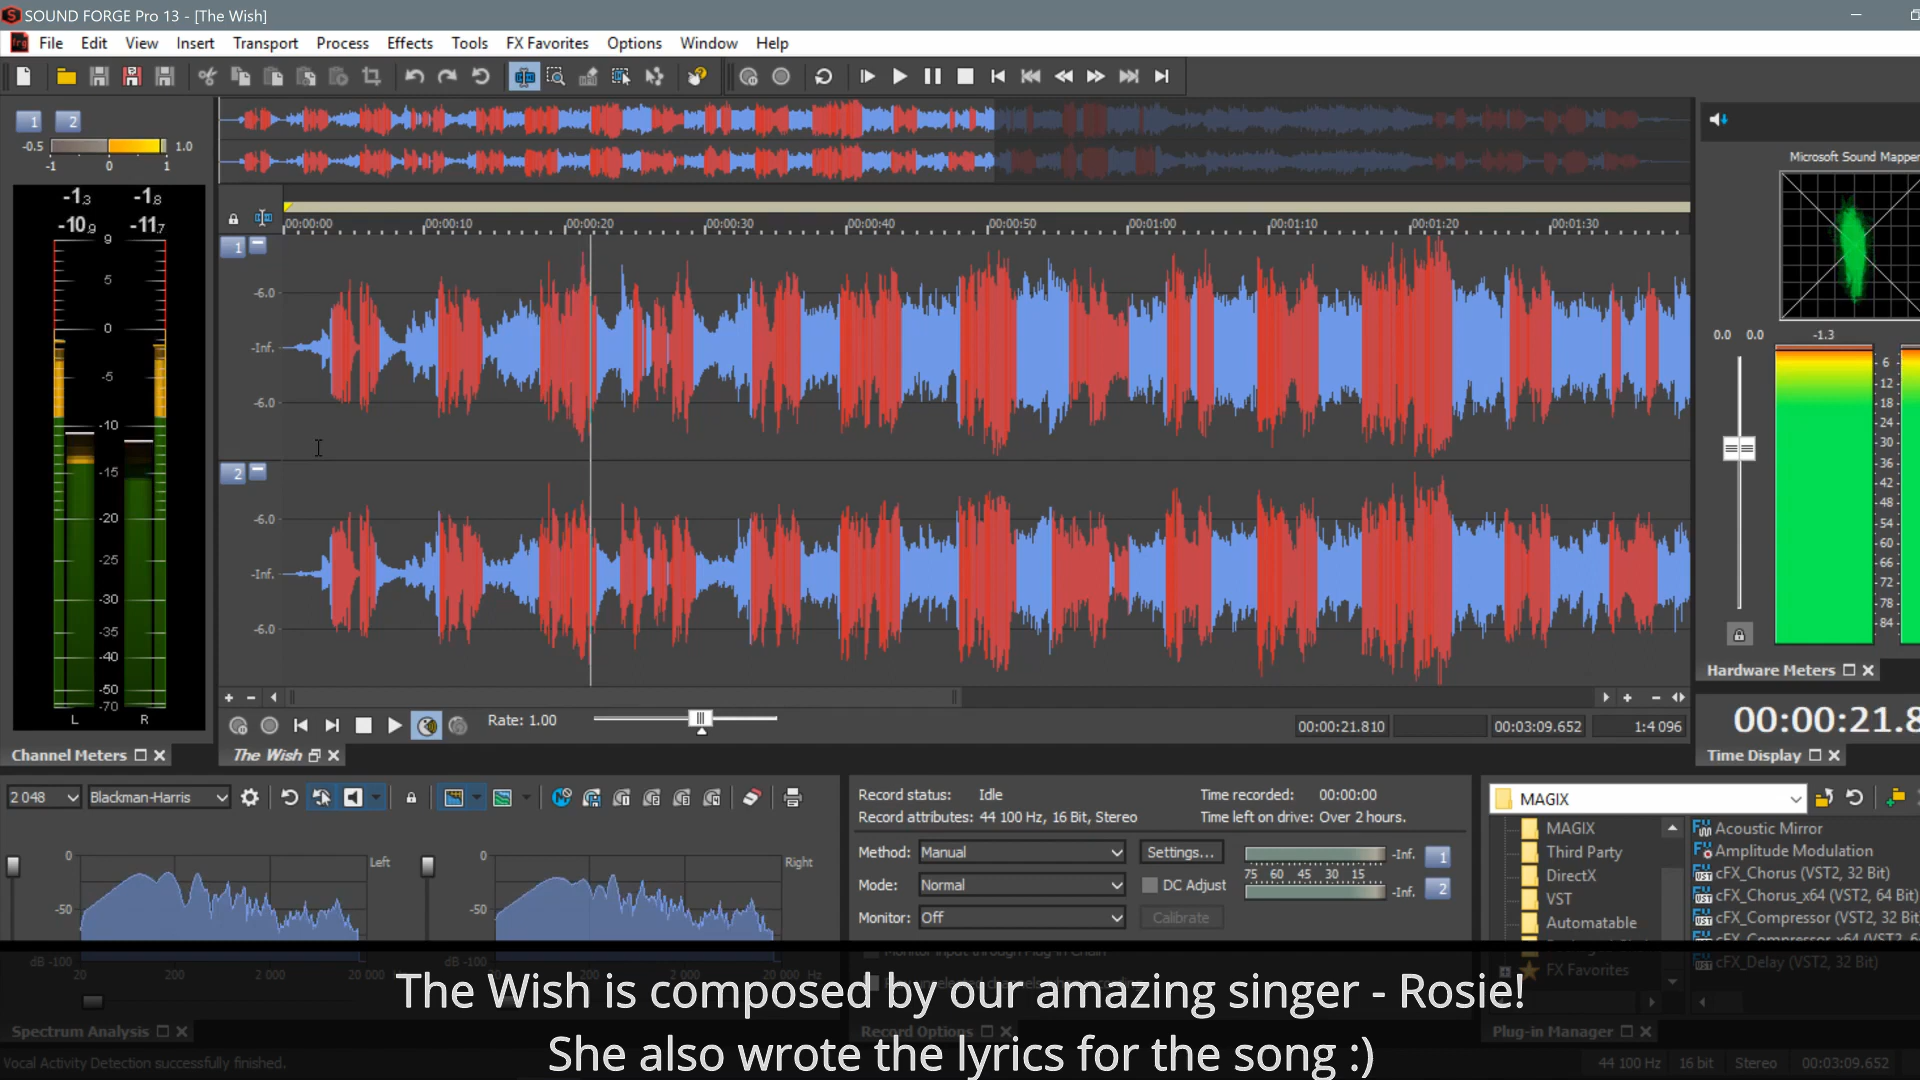 SOUND FORGE Pro 13 - [The Wish]
File Edit View Insert Transport Process Effects Tools FX Favorites Options Window Help
1 2
-0.5 1.0
-1 0 1
-1.3 -1.8
-10.9 -11.7
9
5
0
-5
-10
-15
-20
-25
-30
-35
-40
-50
-70
L R
Channel Meters
00:00:00 00:00:10 00:00:20 00:00:30 00:00:40 00:00:50 00:01:00 00:01:10 00:01:20 00:01:30
1
-6.0
-Inf.
-6.0
2
-6.0
-Inf.
-6.0
Rate: 1.00
00:00:21.810 00:03:09.652 1:4 096
The Wish
Microsoft Sound Mapper
0.0 0.0 -1.3
6
12
18
24
30
36
42
48
54
60
66
72
78
84
Hardware Meters
00:00:21.8
Time Display
2 048 Blackman-Harris
0 Left
-50
dB -100
20 200 2 000 20 000
0 Right
-50
dB -100
20 200 2 000 20 000 Hz
Spectrum Analysis
Record status: Idle Time recorded: 00:00:00
Record attributes: 44 100 Hz, 16 Bit, Stereo Time left on drive: Over 2 hours.
Method: Manual Settings... -Inf. 1
75 60 45 30 15
Mode: Normal DC Adjust -Inf. 2
Monitor: Off Calibrate
Record Options
MAGIX
MAGIX
Third Party
DirectX
VST
Automatable
FX Favorites
Acoustic Mirror
Amplitude Modulation
cFX_Chorus (VST2, 32 Bit)
cFX_Chorus_x64 (VST2, 64 Bit)
cFX_Compressor (VST2, 32 Bit
cFX_Compressor_x64 (VST2, 6
cFX_Delay (VST2, 32 Bit)
Plug-in Manager
The Wish is composed by our amazing singer - Rosie!
She also wrote the lyrics for the song :)
Vocal Activity Detection successfully finished.
44 100 Hz 16 bit Stereo 00:03:09.652